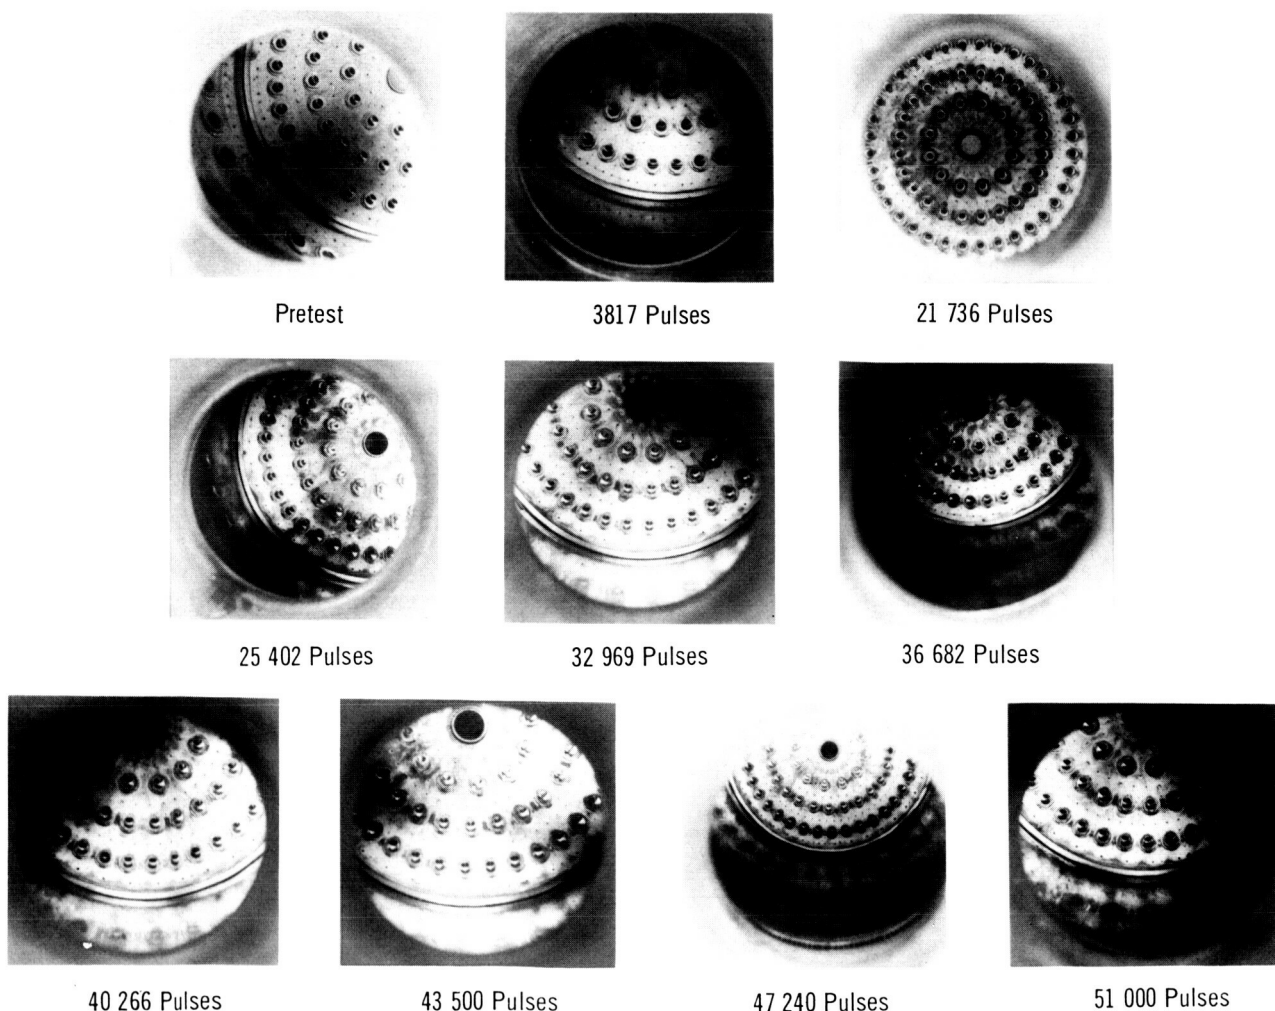 Pretest
3817 Pulses
21 736 Pulses
25 402 Pulses
32 969 Pulses
36 682 Pulses
40 266 Pulses
43 500 Pulses
47 240 Pulses
51 000 Pulses